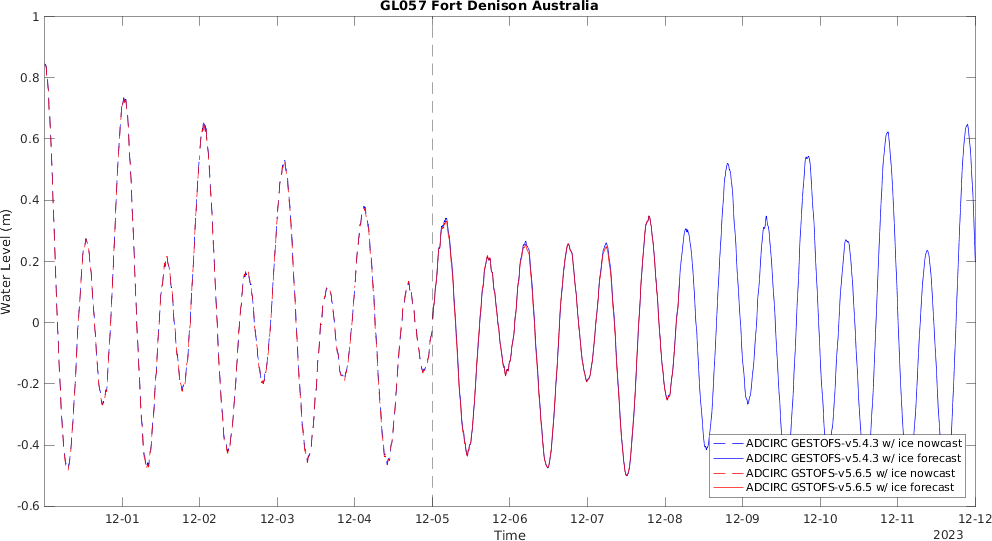 GL057 Fort Denison Australia
Water Level (m)
1
0.8
0.6
0.4
0.2
0
-0.2
-0.4
-0.6
ADCIRC GESTOFS-v5.4.3 w/ ice nowcast
ADCIRC GESTOFS-v5.4.3 w/ ice forecast
ADCIRC GSTOFS-v5.6.5 w/ ice nowcast
ADCIRC GSTOFS-v5.6.5 w/ ice forecast
12-01 12-02 12-03 12-04 12-05 12-06 12-07 12-08 12-09 12-10 12-11 12-12
Time
2023